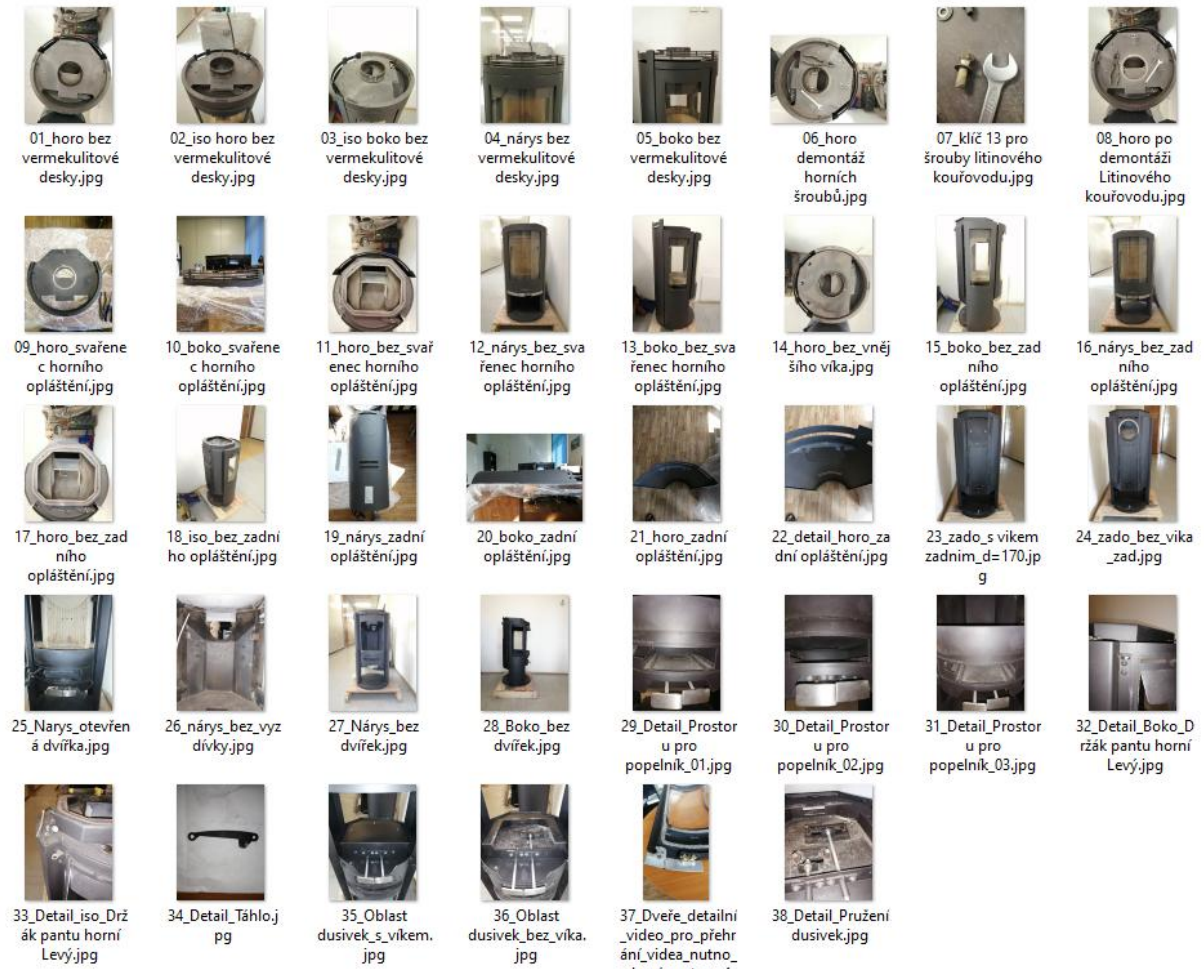 01_horo bez
vermekulitové
desky.jpg
02_iso horo bez
vermekulitové
desky.jpg
03_iso boko bez
vermekulitové
desky.jpg
04_nárys bez
vermekulitové
desky.jpg
05_boko bez
vermekulitové
desky.jpg
06_horo
demontáž
horních
šroubů.jpg
07_klíč 13 pro
šrouby litinového
kouřovodu.jpg
08_horo po
demontáži
Litinového
kouřovodu.jpg
09_horo_svařene
c horního
opláštění.jpg
10_boko_svařene
c horního
opláštění.jpg
11_horo_bez_svař
enec horního
opláštění.jpg
12_nárys_bez_sva
řenec horního
opláštění.jpg
13_boko_bez_sva
řenec horního
opláštění.jpg
14_horo_bez_vněj
šího víka.jpg
15_boko_bez_zad
ního
opláštění.jpg
16_nárys_bez_zad
ního
opláštění.jpg
17_horo_bez_zad
ního
opláštění.jpg
18_iso_bez_zadní
ho opláštění.jpg
19_nárys_zadní
opláštění.jpg
20_boko_zadní
opláštění.jpg
21_horo_zadní
opláštění.jpg
22_detail_horo_za
dní opláštění.jpg
23_zado_s vikem
zadnim_d=170.jp
g
24_zado_bez_vika
_zad.jpg
25_Narys_otevřen
á dvířka.jpg
26_nárys_bez_vyz
dívky.jpg
27_Nárys_bez
dvířek.jpg
28_Boko_bez
dvířek.jpg
29_Detail_Prostor
u pro
popelník_01.jpg
30_Detail_Prostor
u pro
popelník_02.jpg
31_Detail_Prostor
u pro
popelník_03.jpg
32_Detail_Boko_D
ržák pantu horní
Levý.jpg
33_Detail_iso_Drž
ák pantu horní
Levý.jpg
34_Detail_Táhlo.j
pg
35_Oblast
dusivek_s_víkem.
jpg
36_Oblast
dusivek_bez_víka.
jpg
37_Dveře_detailní
_video_pro_přehr
ání_videa_nutno_
38_Detail_Pružení
dusivek.jpg